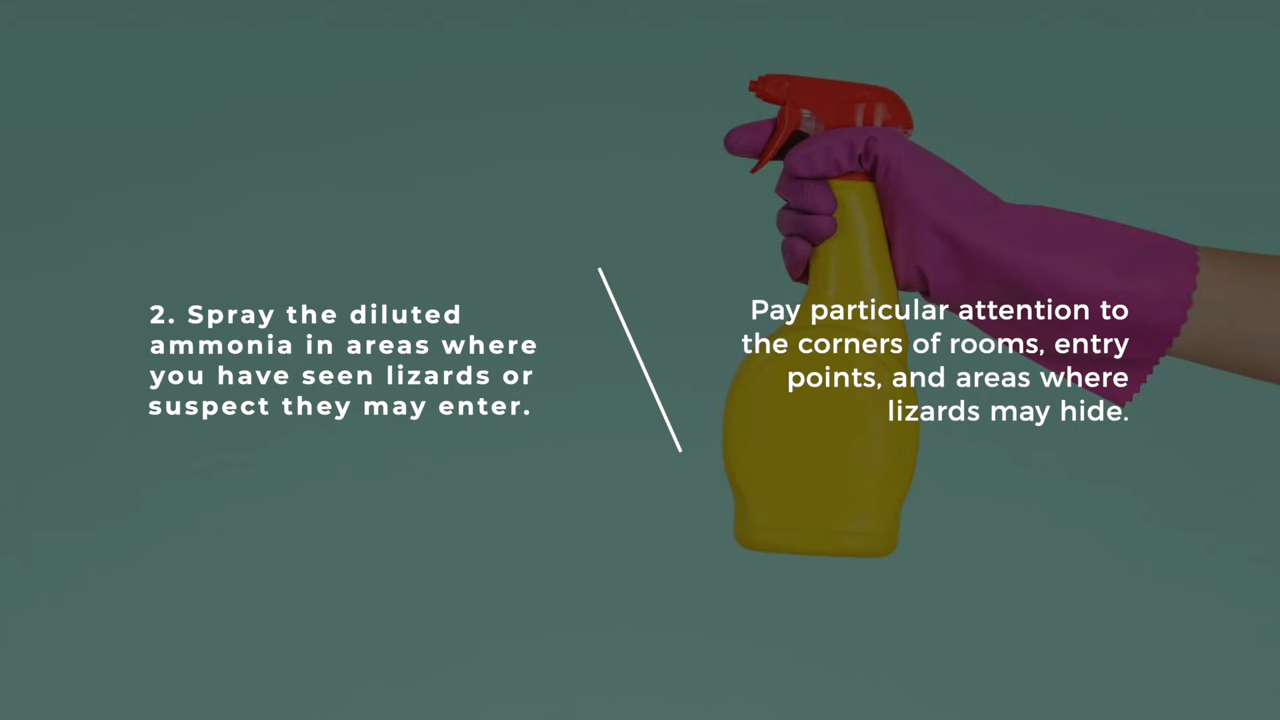 2. Spray the diluted
ammonia in areas where
you have seen lizards or
suspect they may enter.
Pay particular attention to
the corners of rooms, entry
points, and areas where
lizards may hide.